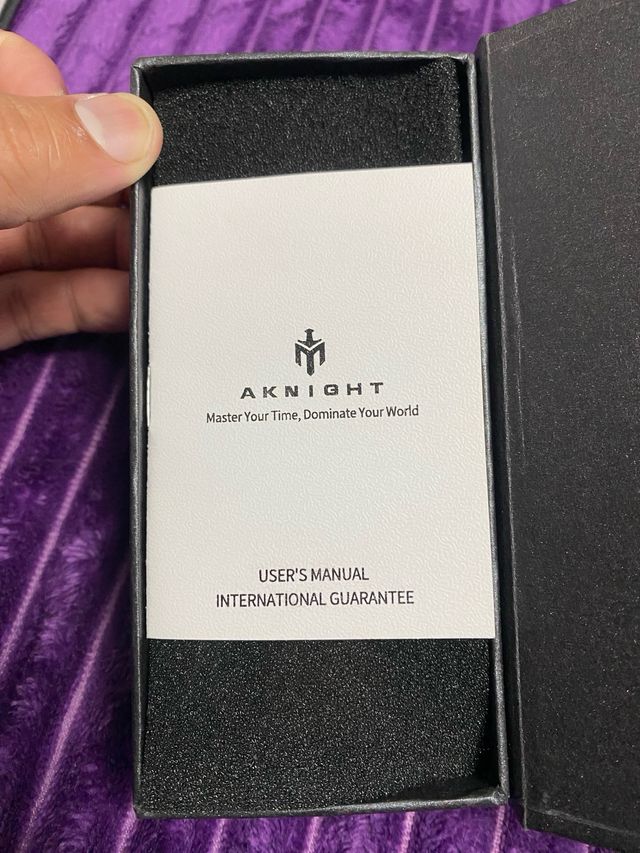 AKNIGHT
Master Your Time, Dominate Your World
USER'S MANUAL
INTERNATIONAL GUARANTEE